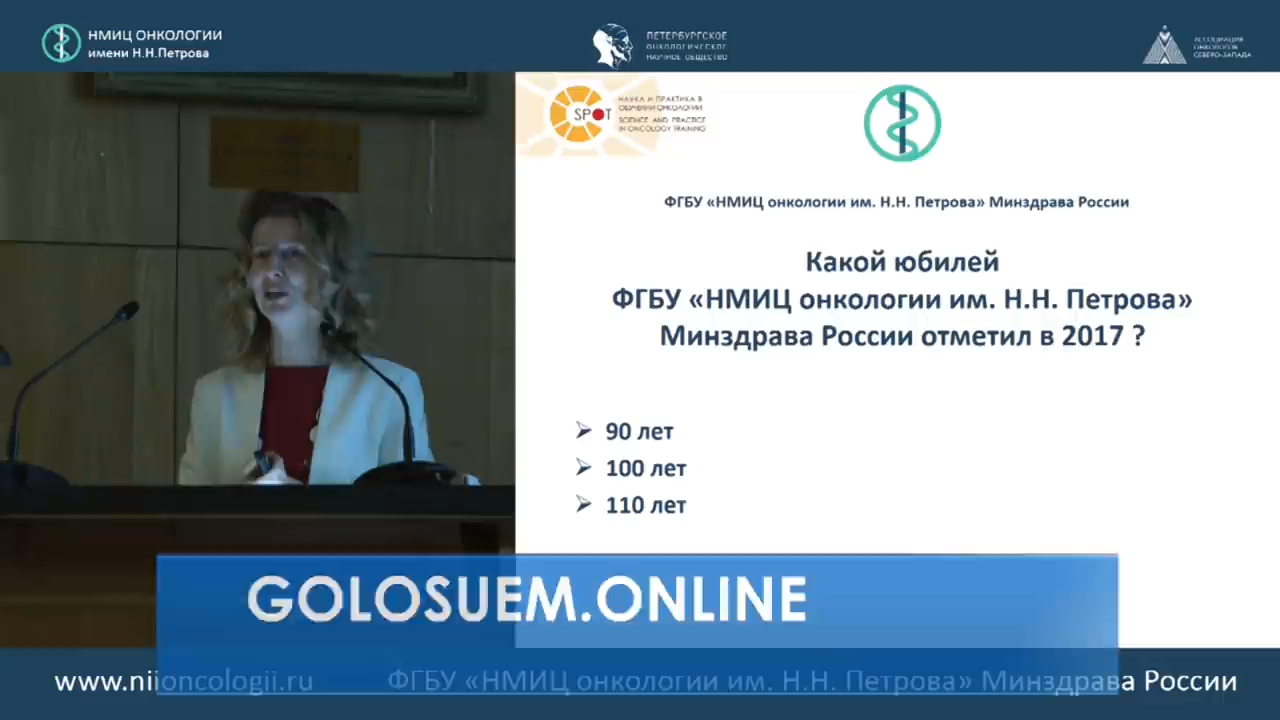 НМИЦ ОНКОЛОГИИ
имени Н.Н.Петрова
ПЕТЕРБУРГСКОЕ
ОНКОЛОГИЧЕСКОЕ
НАУЧНОЕ ОБЩЕСТВО
АССОЦИАЦИЯ
ОНКОЛОГОВ
СЕВЕРО-ЗАПАДА
SPOT
НАУКА И ПРАКТИКА В
ОБУЧЕНИИ ОНКОЛОГИИ
SCIENCE AND PRACTICE
IN ONCOLOGY TRAINING
ФГБУ «НМИЦ онкологии им. Н.Н. Петрова» Минздрава России
Какой юбилей
ФГБУ «НМИЦ онкологии им. Н.Н. Петрова»
Минздрава России отметил в 2017 ?
90 лет
100 лет
110 лет
GOLOSUEM.ONLINE
www.niioncologii.ru
ФГБУ «НМИЦ онкологии им. Н.Н. Петрова» Минздрава России